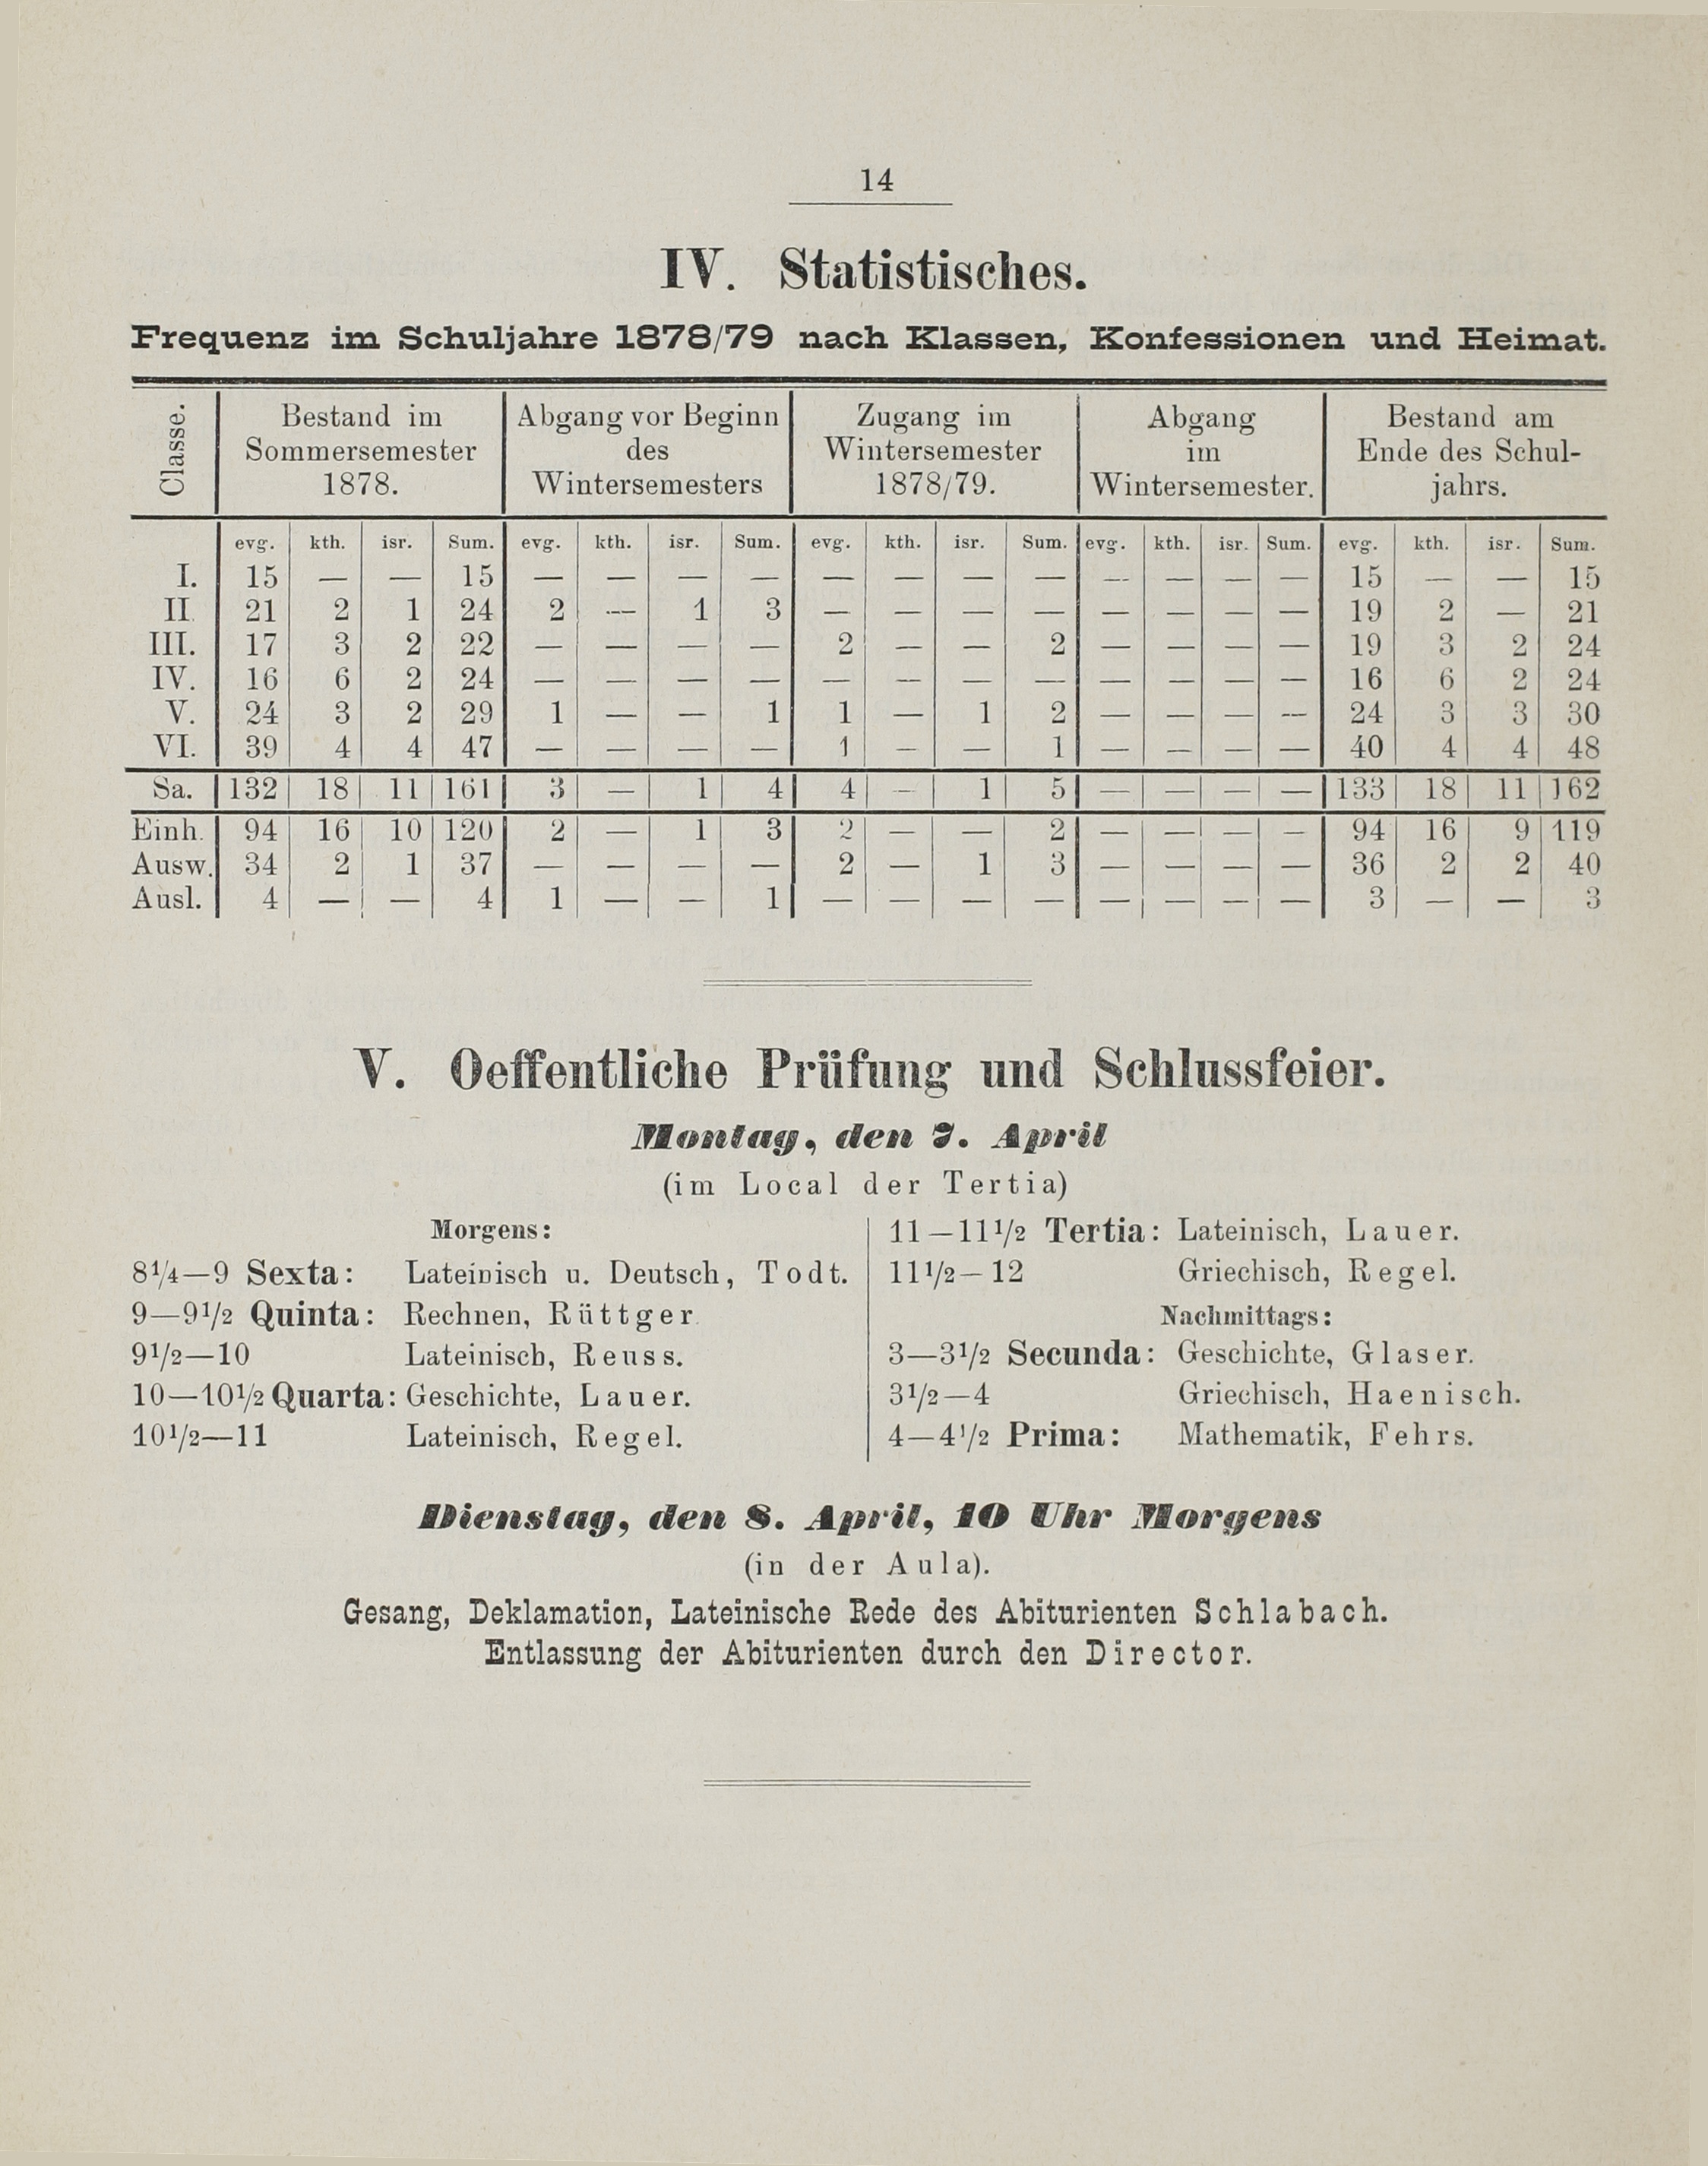 14
IV. Statistisches.
Frequenz im Schuljahre 1878/79 nach Klassen, Konfessionen und Heimat.
Classe. | Bestand im Sommersemester 1878. | Abgang vor Beginn des Wintersemesters | Zugang im Wintersemester 1878/79. | Abgang im Wintersemester. | Bestand am Ende des Schul-jahrs.
evg. kth. isr. Sum. evg. kth. isr. Sum. evg. kth. isr. Sum. evg. kth. isr. Sum. evg. kth. isr. Sum.
I. 15 — — 15 — — — — — — — — — — — — 15 — — 15
II 21 2 1 24 2 — 1 3 — — — — — — — — 19 2 — 21
III. 17 3 2 22 — — — — 2 — — 2 — — — — 19 3 2 24
IV. 16 6 2 24 — — — — — — — — — — — — 16 6 2 24
V. 24 3 2 29 1 — — 1 1 — 1 2 — — — — 24 3 3 30
VI. 39 4 4 47 — — — — 1 — — 1 — — — — 40 4 4 48
Sa. 132 18 11 161 3 — 1 4 4 — 1 5 — — — — 133 18 11 162
Einh. 94 16 10 120 2 — 1 3 2 — — 2 — — — — 94 16 9 119
Ausw. 34 2 1 37 — — — — 2 — 1 3 — — — — 36 2 2 40
Ausl. 4 — — 4 1 — — 1 — — — — — — — — 3 — — 3
V. Oeffentliche Prüfung und Schlussfeier.
Montag, den 7. April
(im Local der Tertia)
Morgens:
8¼—9 Sexta: Lateinisch u. Deutsch, Todt.
9—9½ Quinta: Rechnen, Rüttger
9½—10 Lateinisch, Reuss.
10—10½ Quarta: Geschichte, Lauer.
10½—11 Lateinisch, Regel.
11—11½ Tertia: Lateinisch, Lauer.
11½—12 Griechisch, Regel.
Nachmittags:
3—3½ Secunda: Geschichte, Glaser.
3½—4 Griechisch, Haenisch.
4—4½ Prima: Mathematik, Fehrs.
Dienstag, den 8. April, 10 Uhr Morgens
(in der Aula).
Gesang, Deklamation, Lateinische Rede des Abiturienten Schlabach.
Entlassung der Abiturienten durch den Director.